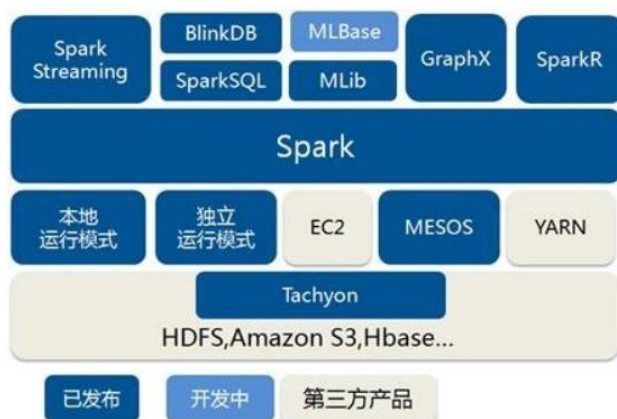 Spark
Streaming
BlinkDB
MLBase
SparkSQL
MLib
GraphX
SparkR
Spark
本地
运行模式
独立
运行模式
EC2
MESOS
YARN
Tachyon
HDFS,Amazon S3,Hbase...
已发布
开发中
第三方产品